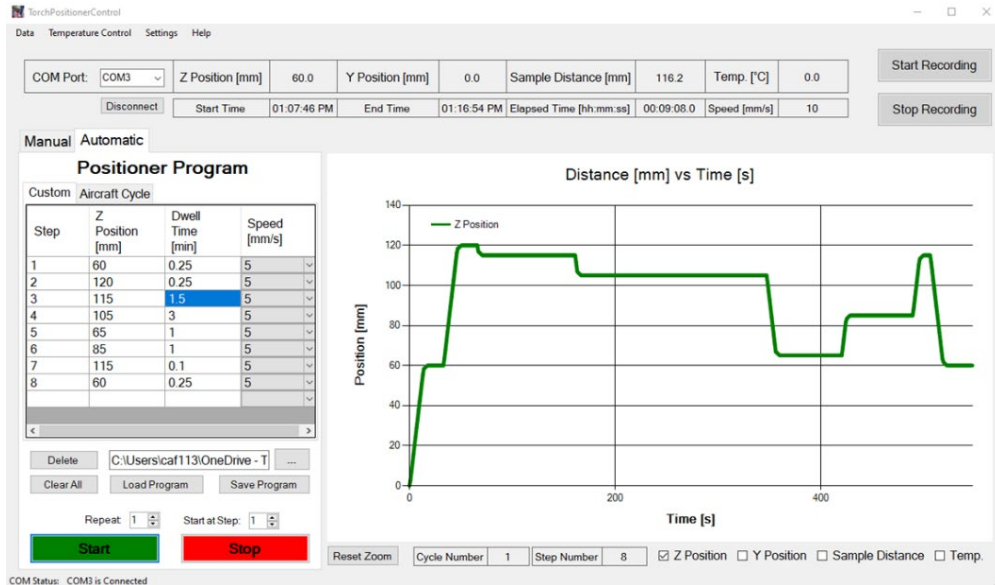 TorchPositionerControl
Data Temperature Control Settings Help
COM Port: COM3 Z Position [mm] 60.0 Y Position [mm] 0.0 Sample Distance [mm] 116.2 Temp. [°C] 0.0 Start Recording
Disconnect Start Time 01:07:46 PM End Time 01:16:54 PM Elapsed Time [hh:mm:ss] 00:09:08.0 Speed [mm/s] 10 Stop Recording
Manual Automatic
Positioner Program
Custom Aircraft Cycle
Step Z Position [mm] Dwell Time [min] Speed [mm/s]
1 60 0.25 5
2 120 0.25 5
3 115 1.5 5
4 105 3 5
5 65 1 5
6 85 1 5
7 115 0.1 5
8 60 0.25 5
Delete C:\Users\caf113\OneDrive - T ...
Clear All Load Program Save Program
Repeat: 1 Start at Step: 1
Start Stop
COM Status: COM3 is Connected
Distance [mm] vs Time [s]
Z Position
Position [mm]
140
120
100
80
60
40
20
0
0 200 400
Time [s]
Reset Zoom Cycle Number 1 Step Number 8 Z Position Y Position Sample Distance Temp.